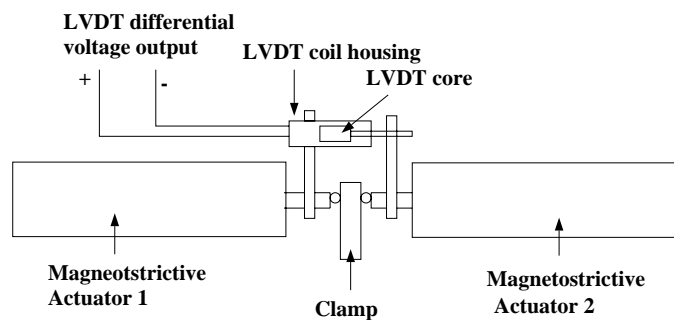 LVDT differential
voltage output
LVDT coil housing
LVDT core
+
-
Magneotstrictive
Actuator 1
Clamp
Magnetostrictive
Actuator 2